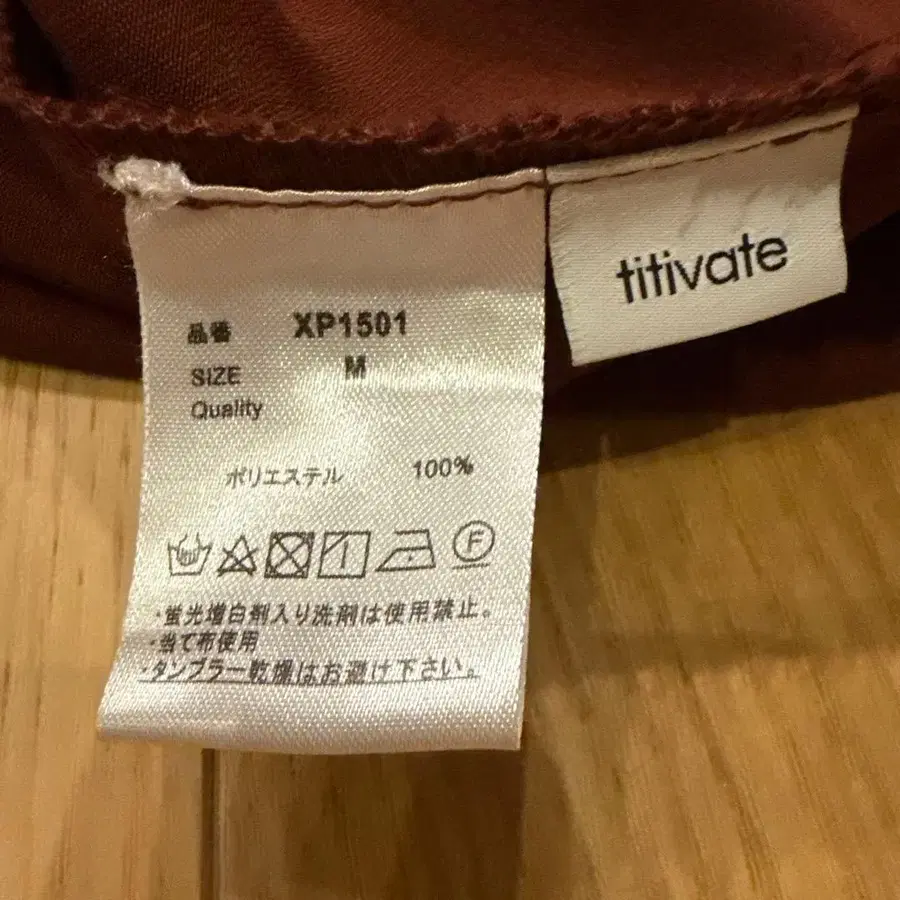 titivate
品番 XP1501
SIZE M
Quality
ポリエステル 100%
F
・蛍光増白剤入り洗剤は使用禁止。
・当て布使用
・タンブラー乾燥はお避け下さい。